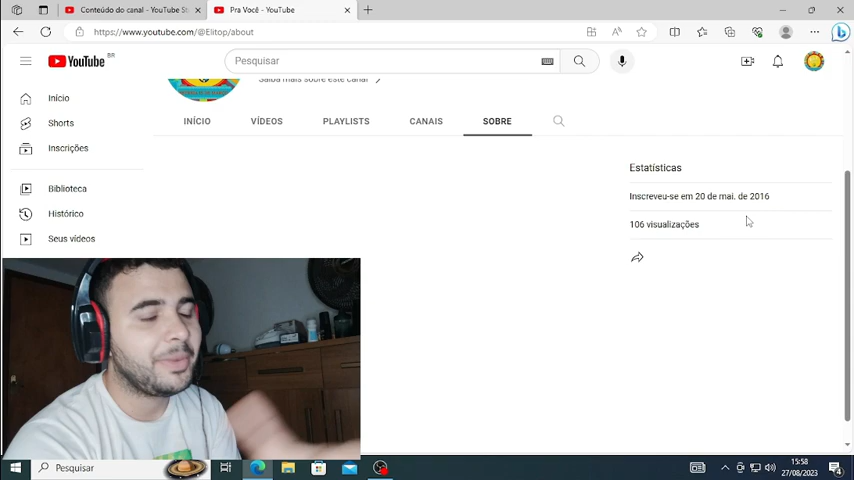 Conteúdo do canal - YouTube St
Pra Você - YouTube
https://www.youtube.com/@Elitop/about
YouTube BR
Pesquisar
Saiba mais sobre este canal
Início
Shorts
Inscrições
Biblioteca
Histórico
Seus vídeos
INÍCIO
VÍDEOS
PLAYLISTS
CANAIS
SOBRE
Estatísticas
Inscreveu-se em 20 de mai. de 2016
106 visualizações
Pesquisar
15:58
27/08/2023
4